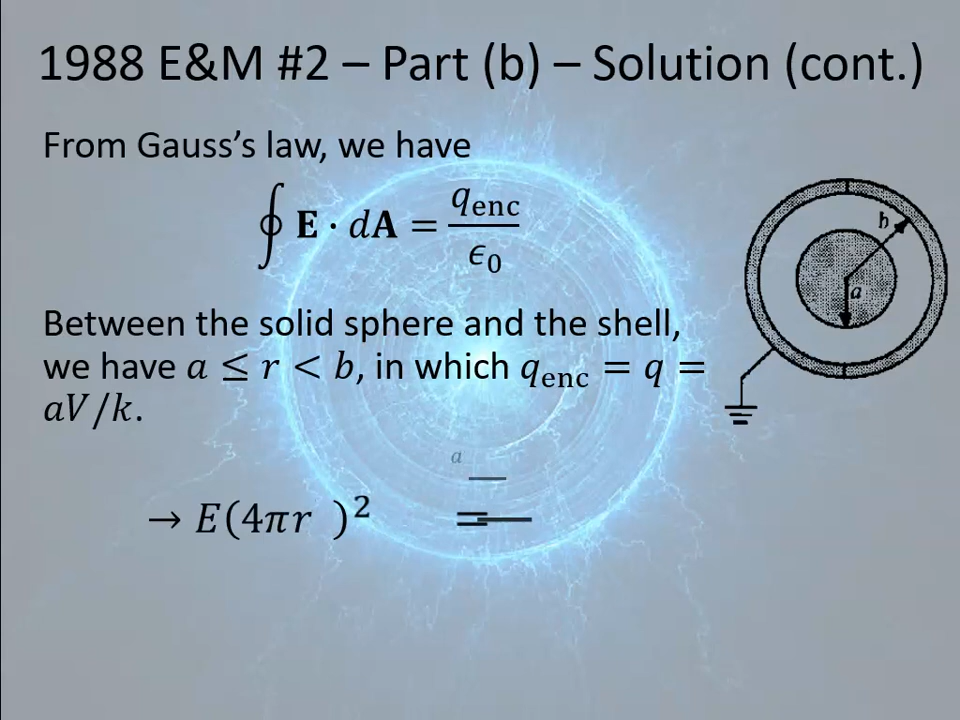 1988 E&M #2 – Part (b) – Solution (cont.)
From Gauss’s law, we have
∮ 𝐄 · d𝐀 = q_enc / ϵ₀
b
a
Between the solid sphere and the shell,
we have a ≤ r < b, in which q_enc = q =
aV/k.
a
→ E(4πr )² =